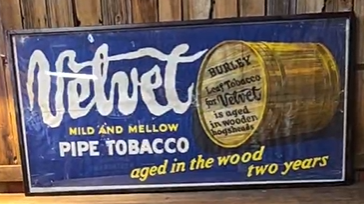 Velvet
MILD AND MELLOW
PIPE TOBACCO
BURLEY
Leaf Tobacco
for Velvet
is aged
in wooden
hogsheads
aged in the wood
two years